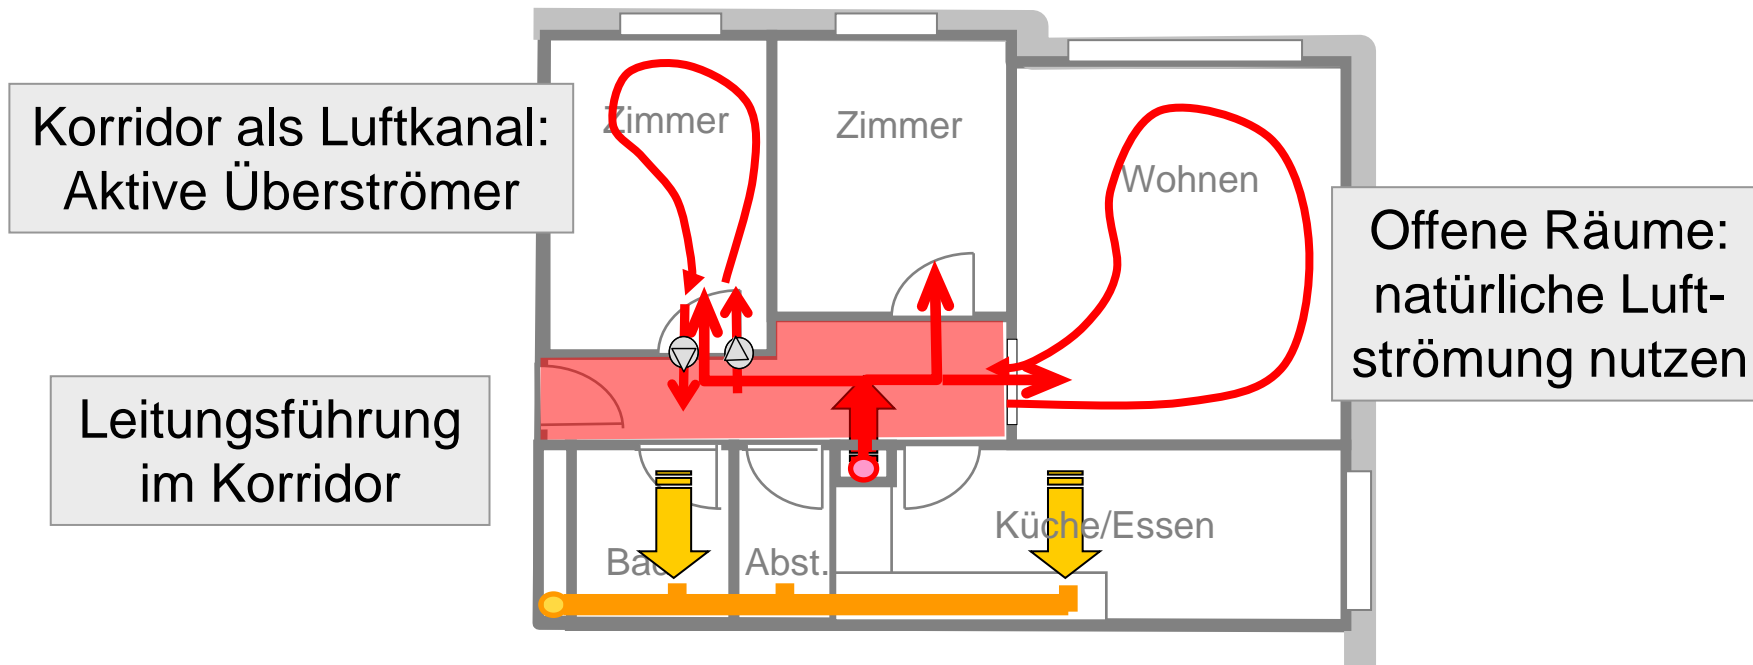 Korridor als Luftkanal:
Aktive Überströmer
Leitungsführung
im Korridor
Zimmer
Zimmer
Wohnen
Offene Räume:
natürliche Luft-
strömung nutzen
Bad
Abst.
Küche/Essen